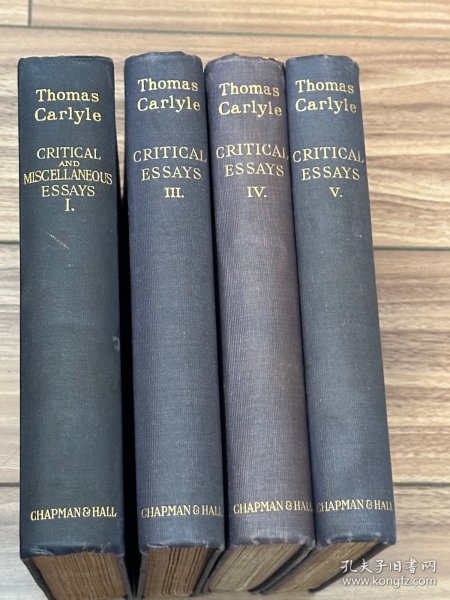 Thomas
Carlyle
CRITICAL
AND
MISCELLANEOUS
ESSAYS
I.
CHAPMAN & HALL
Thomas
Carlyle
CRITICAL
ESSAYS
III.
CHAPMAN & HALL
Thomas
Carlyle
CRITICAL
ESSAYS
IV.
CHAPMAN & HALL
Thomas
Carlyle
CRITICAL
ESSAYS
V.
CHAPMAN & HALL
孔夫子旧书网
www.kongfz.com